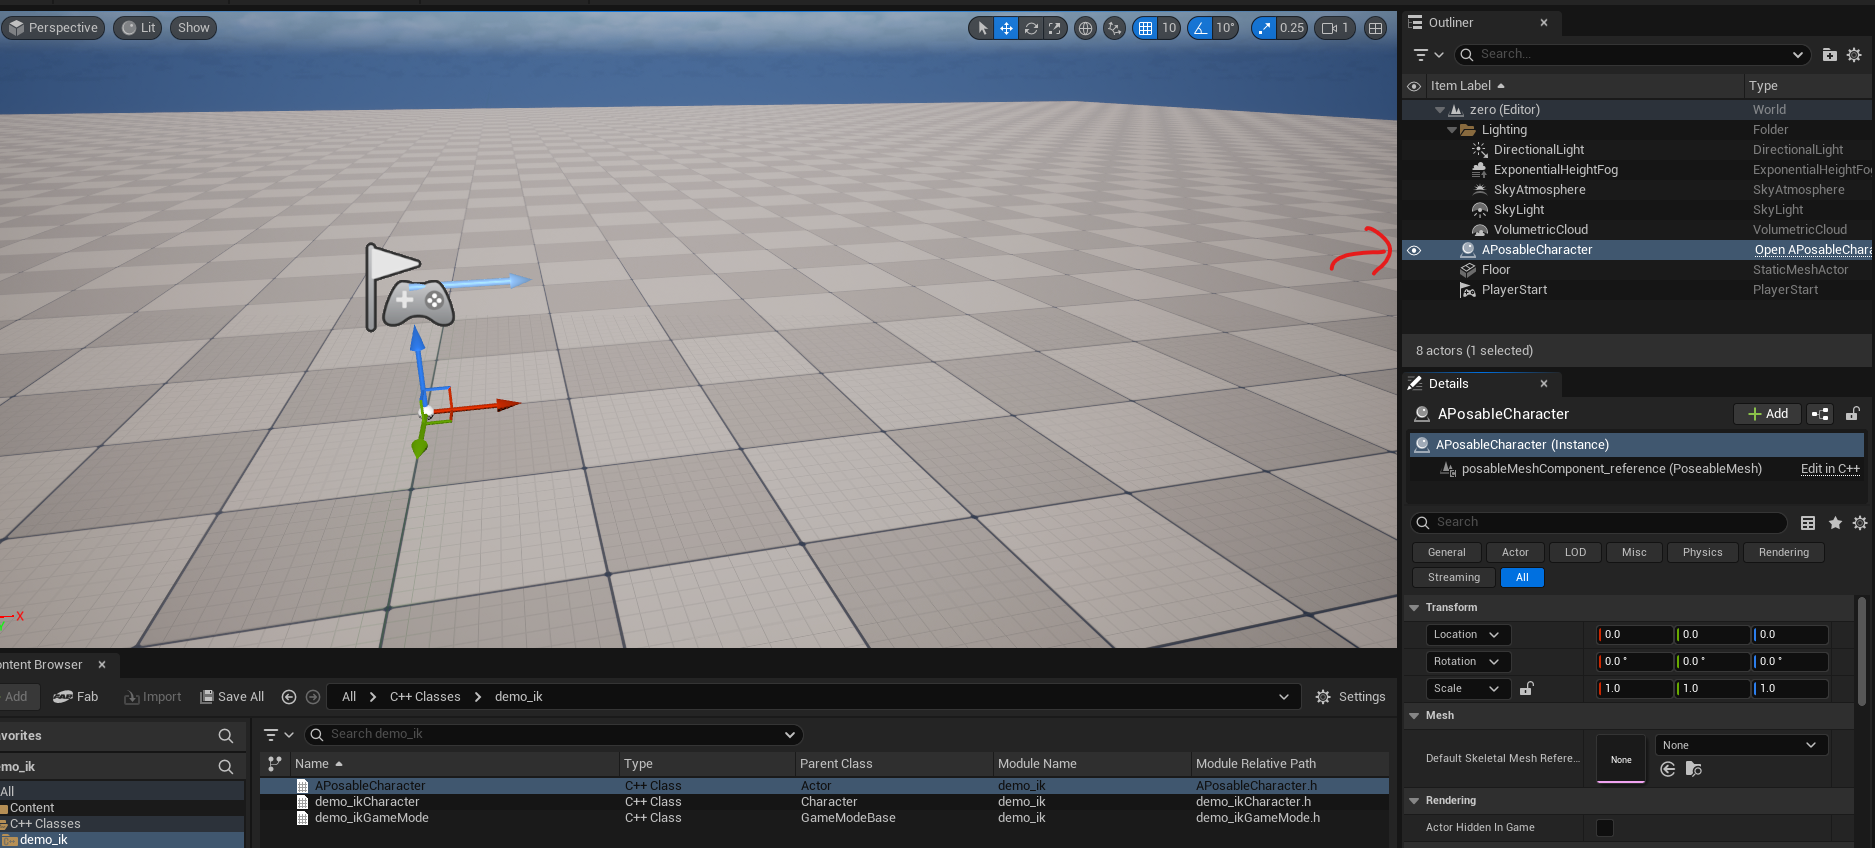 Perspective Lit Show 10 10° 0.25 1
Outliner
Search...
Item Label Type
zero (Editor) World
Lighting Folder
DirectionalLight DirectionalLight
ExponentialHeightFog ExponentialHeightFo
SkyAtmosphere SkyAtmosphere
SkyLight SkyLight
VolumetricCloud VolumetricCloud
APosableCharacter Open APosableChara
Floor StaticMeshActor
PlayerStart PlayerStart
8 actors (1 selected)
Details
APosableCharacter Add
APosableCharacter (Instance)
posableMeshComponent_reference (PoseableMesh) Edit in C++
Search
General Actor LOD Misc Physics Rendering
Streaming All
Transform
Location 0.0 0.0 0.0
Rotation 0.0 ° 0.0 ° 0.0 °
Scale 1.0 1.0 1.0
Mesh
Default Skeletal Mesh Refere... None None
Rendering
Actor Hidden In Game
X
ontent Browser
Add Fab Import Save All All C++ Classes demo_ik Settings
vorites
Search demo_ik
mo_ik
Name Type Parent Class Module Name Module Relative Path
All
Content
C++ Classes
demo_ik
APosableCharacter C++ Class Actor demo_ik APosableCharacter.h
demo_ikCharacter C++ Class Character demo_ik demo_ikCharacter.h
demo_ikGameMode C++ Class GameModeBase demo_ik demo_ikGameMode.h